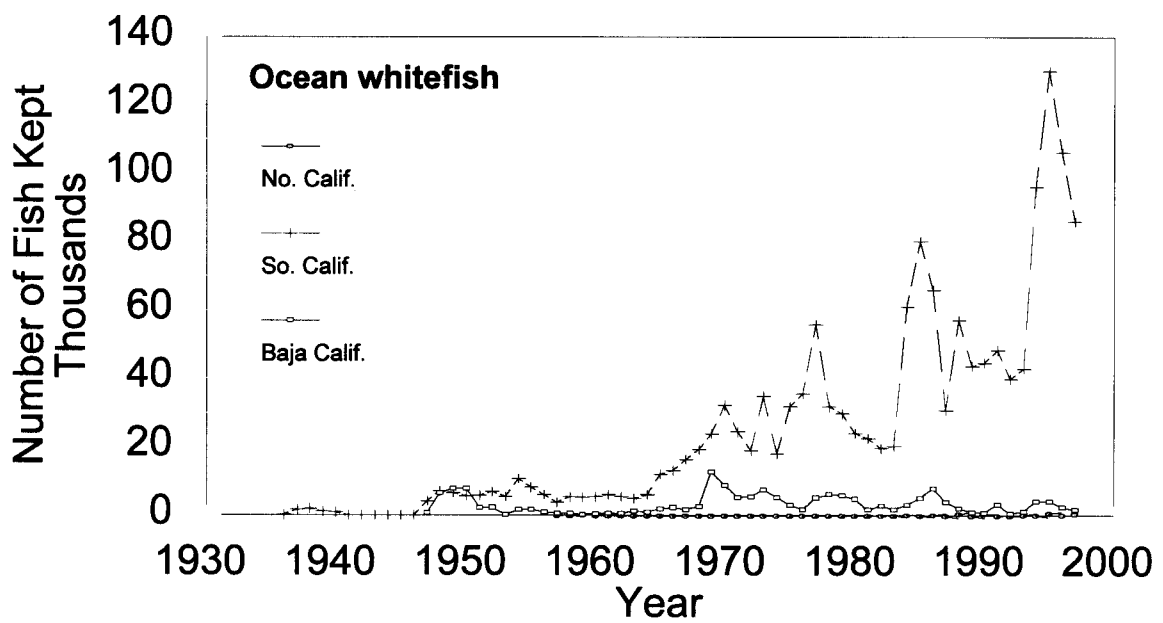 Ocean whitefish
No. Calif.
So. Calif.
Baja Calif.
Number of Fish Kept
Thousands
140
120
100
80
60
40
20
0
1930 1940 1950 1960 1970 1980 1990 2000
Year